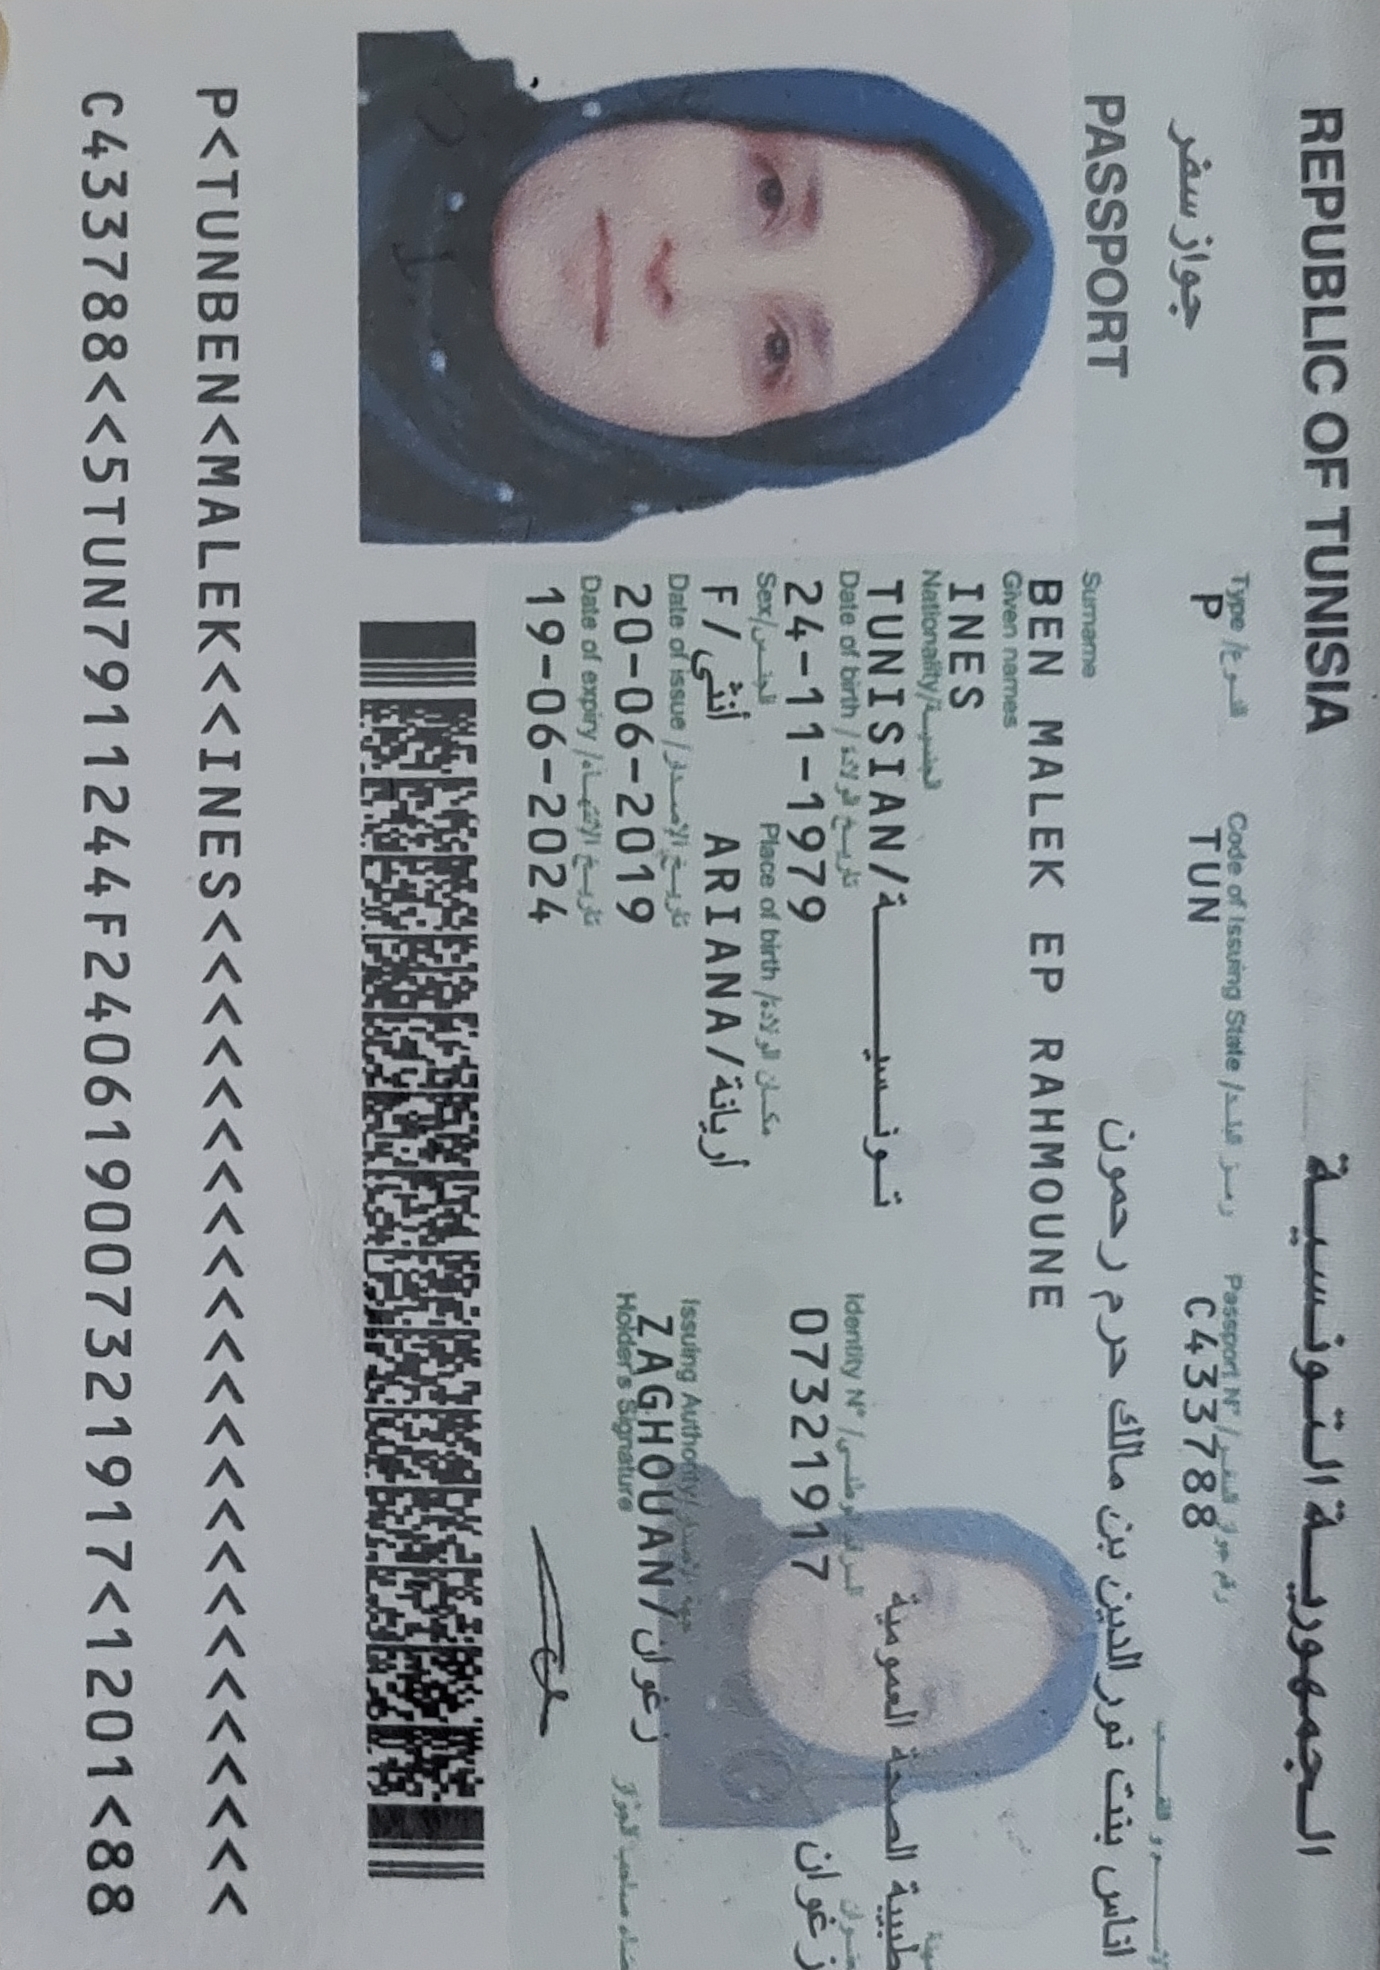 REPUBLIC OF TUNISIA
الجمهورية التونسية
جواز سفر
PASSPORT
Type / النوع
P
Code of Issuing State / رمز البلد
TUN
Passport N° / رقم جواز السفر
C433788
الاسم و اللقب
اناس بنت نور الدين بن مالك حرم رحمون
Surname
BEN MALEK EP RAHMOUNE
Given names
INES
Nationality/الجنسية
TUNISIAN/تونسية
مهنة
طبيبة الصحة العمومية
Date of birth / تاريخ الولادة
24-11-1979
Identity N° /
07321917
عنوان
زغوان
Sex/الجنس
F/أنثى
Place of birth /مكان الولادة
ARIANA/أريانة
Date of issue / تاريخ الإصدار
20-06-2019
Issuing Authority/جهة الإصدار
ZAGHOUAN/زغوان
Holder's Signature
صاحب الجواز
Date of expiry / تاريخ الانتهاء
19-06-2024
P<TUNBEN<MALEK<<INES<<<<<<<<<<<<<<<<<<<<<<<<
C433788<<5TUN7911244F240619007321917<1201<88